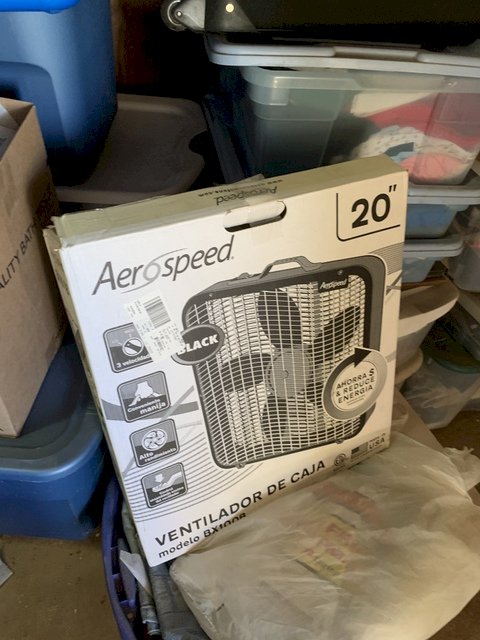 Aerospeed
20"
Aerospeed
Aerospeed
BLACK
3 velocidades
Conveniente
manija
Alto
rendimiento
AHORRA $
& REDUCE
ENERGIA
USA
VENTILADOR DE CAJA
modelo BX100B
ALITY BA